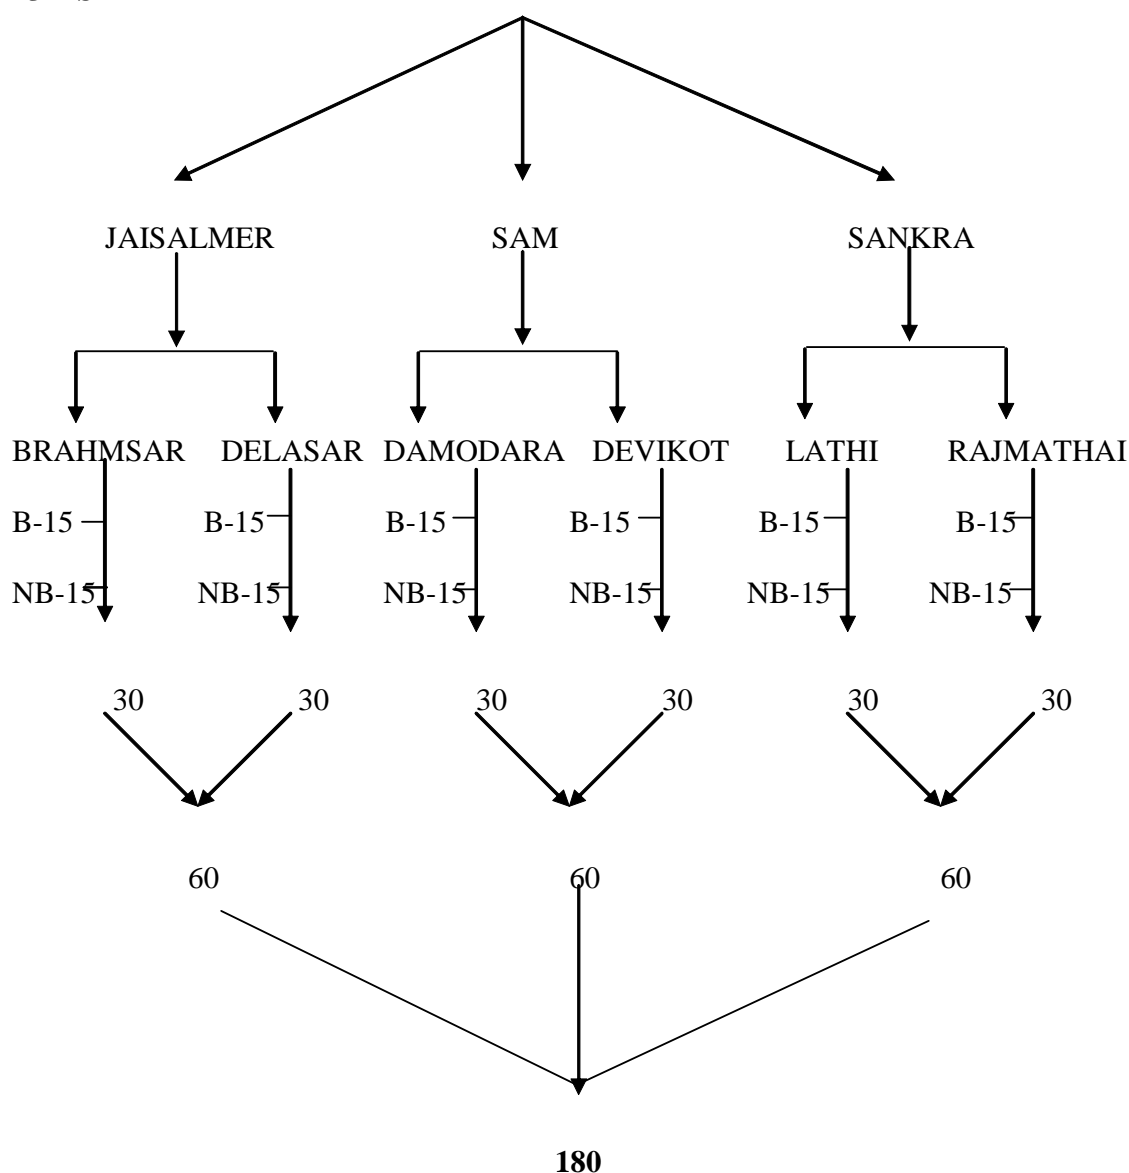 JAISALMER SAM SANKRA
BRAHMSAR DELASAR DAMODARA DEVIKOT LATHI RAJMATHAI
B-15 B-15 B-15 B-15 B-15 B-15
NB-15 NB-15 NB-15 NB-15 NB-15 NB-15
30 30 30 30 30 30
60 60 60
180